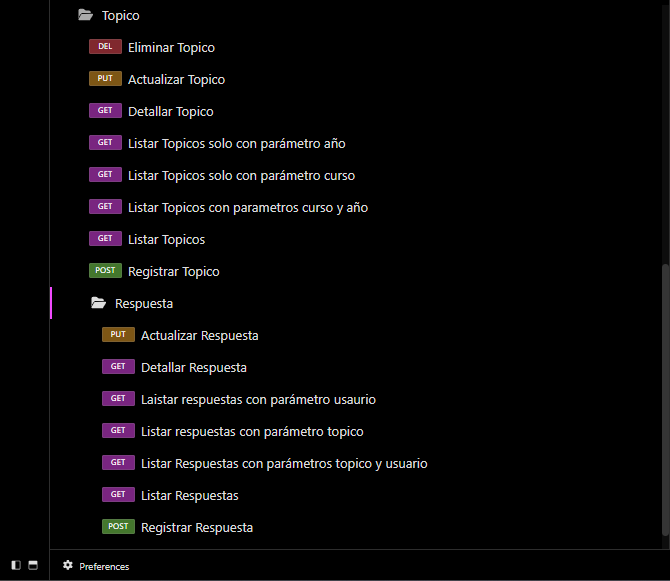 Topico
DEL Eliminar Topico
PUT Actualizar Topico
GET Detallar Topico
GET Listar Topicos solo con parámetro año
GET Listar Topicos solo con parámetro curso
GET Listar Topicos con parametros curso y año
GET Listar Topicos
POST Registrar Topico
Respuesta
PUT Actualizar Respuesta
GET Detallar Respuesta
GET Laistar respuestas con parámetro usaurio
GET Listar respuestas con parámetro topico
GET Listar Respuestas con parámetros topico y usuario
GET Listar Respuestas
POST Registrar Respuesta
Preferences